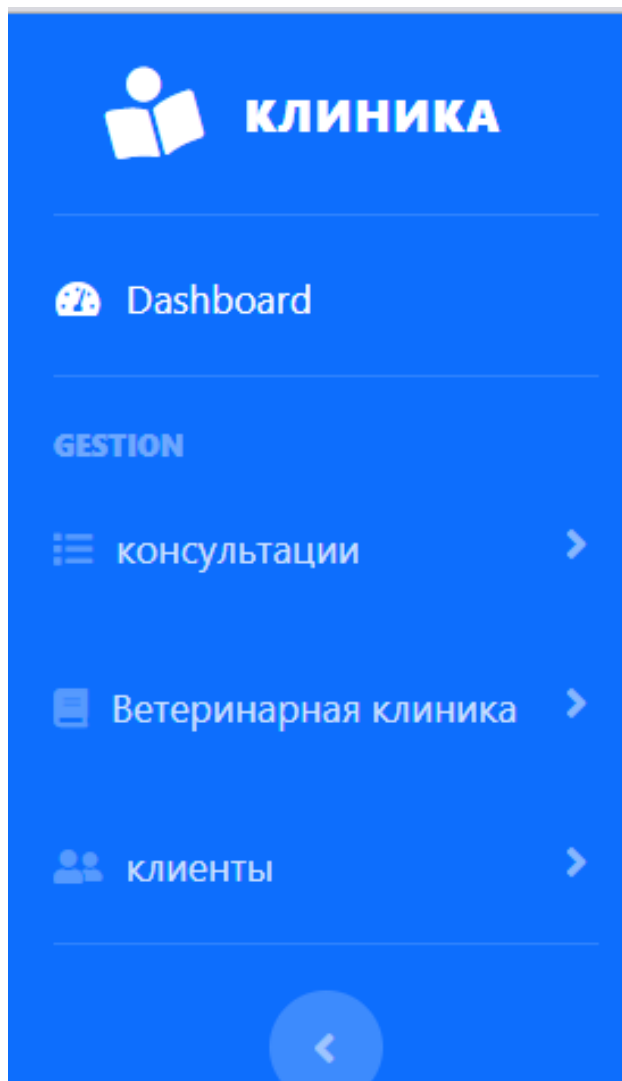 КЛИНИКА
Dashboard
GESTION
консультации
Ветеринарная клиника
клиенты